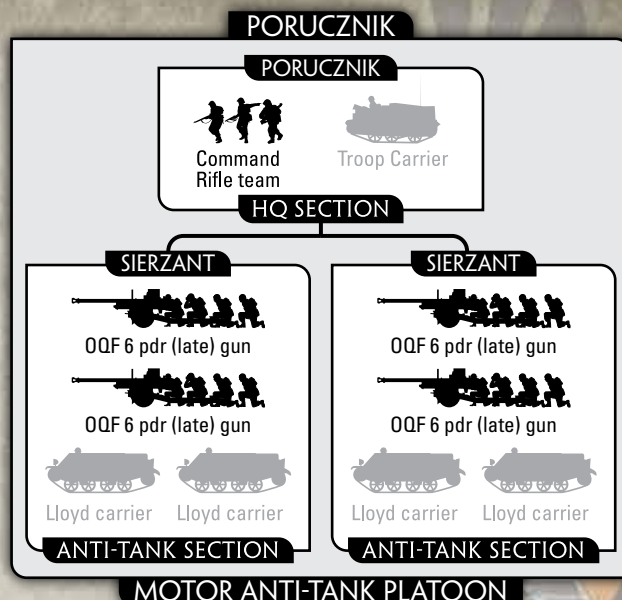 PORUCZNIK
PORUCZNIK
Command
Rifle team
Troop Carrier
HQ SECTION
SIERZANT
OQF 6 pdr (late) gun
OQF 6 pdr (late) gun
Lloyd carrier Lloyd carrier
ANTI-TANK SECTION
SIERZANT
OQF 6 pdr (late) gun
OQF 6 pdr (late) gun
Lloyd carrier Lloyd carrier
ANTI-TANK SECTION
MOTOR ANTI-TANK PLATOON